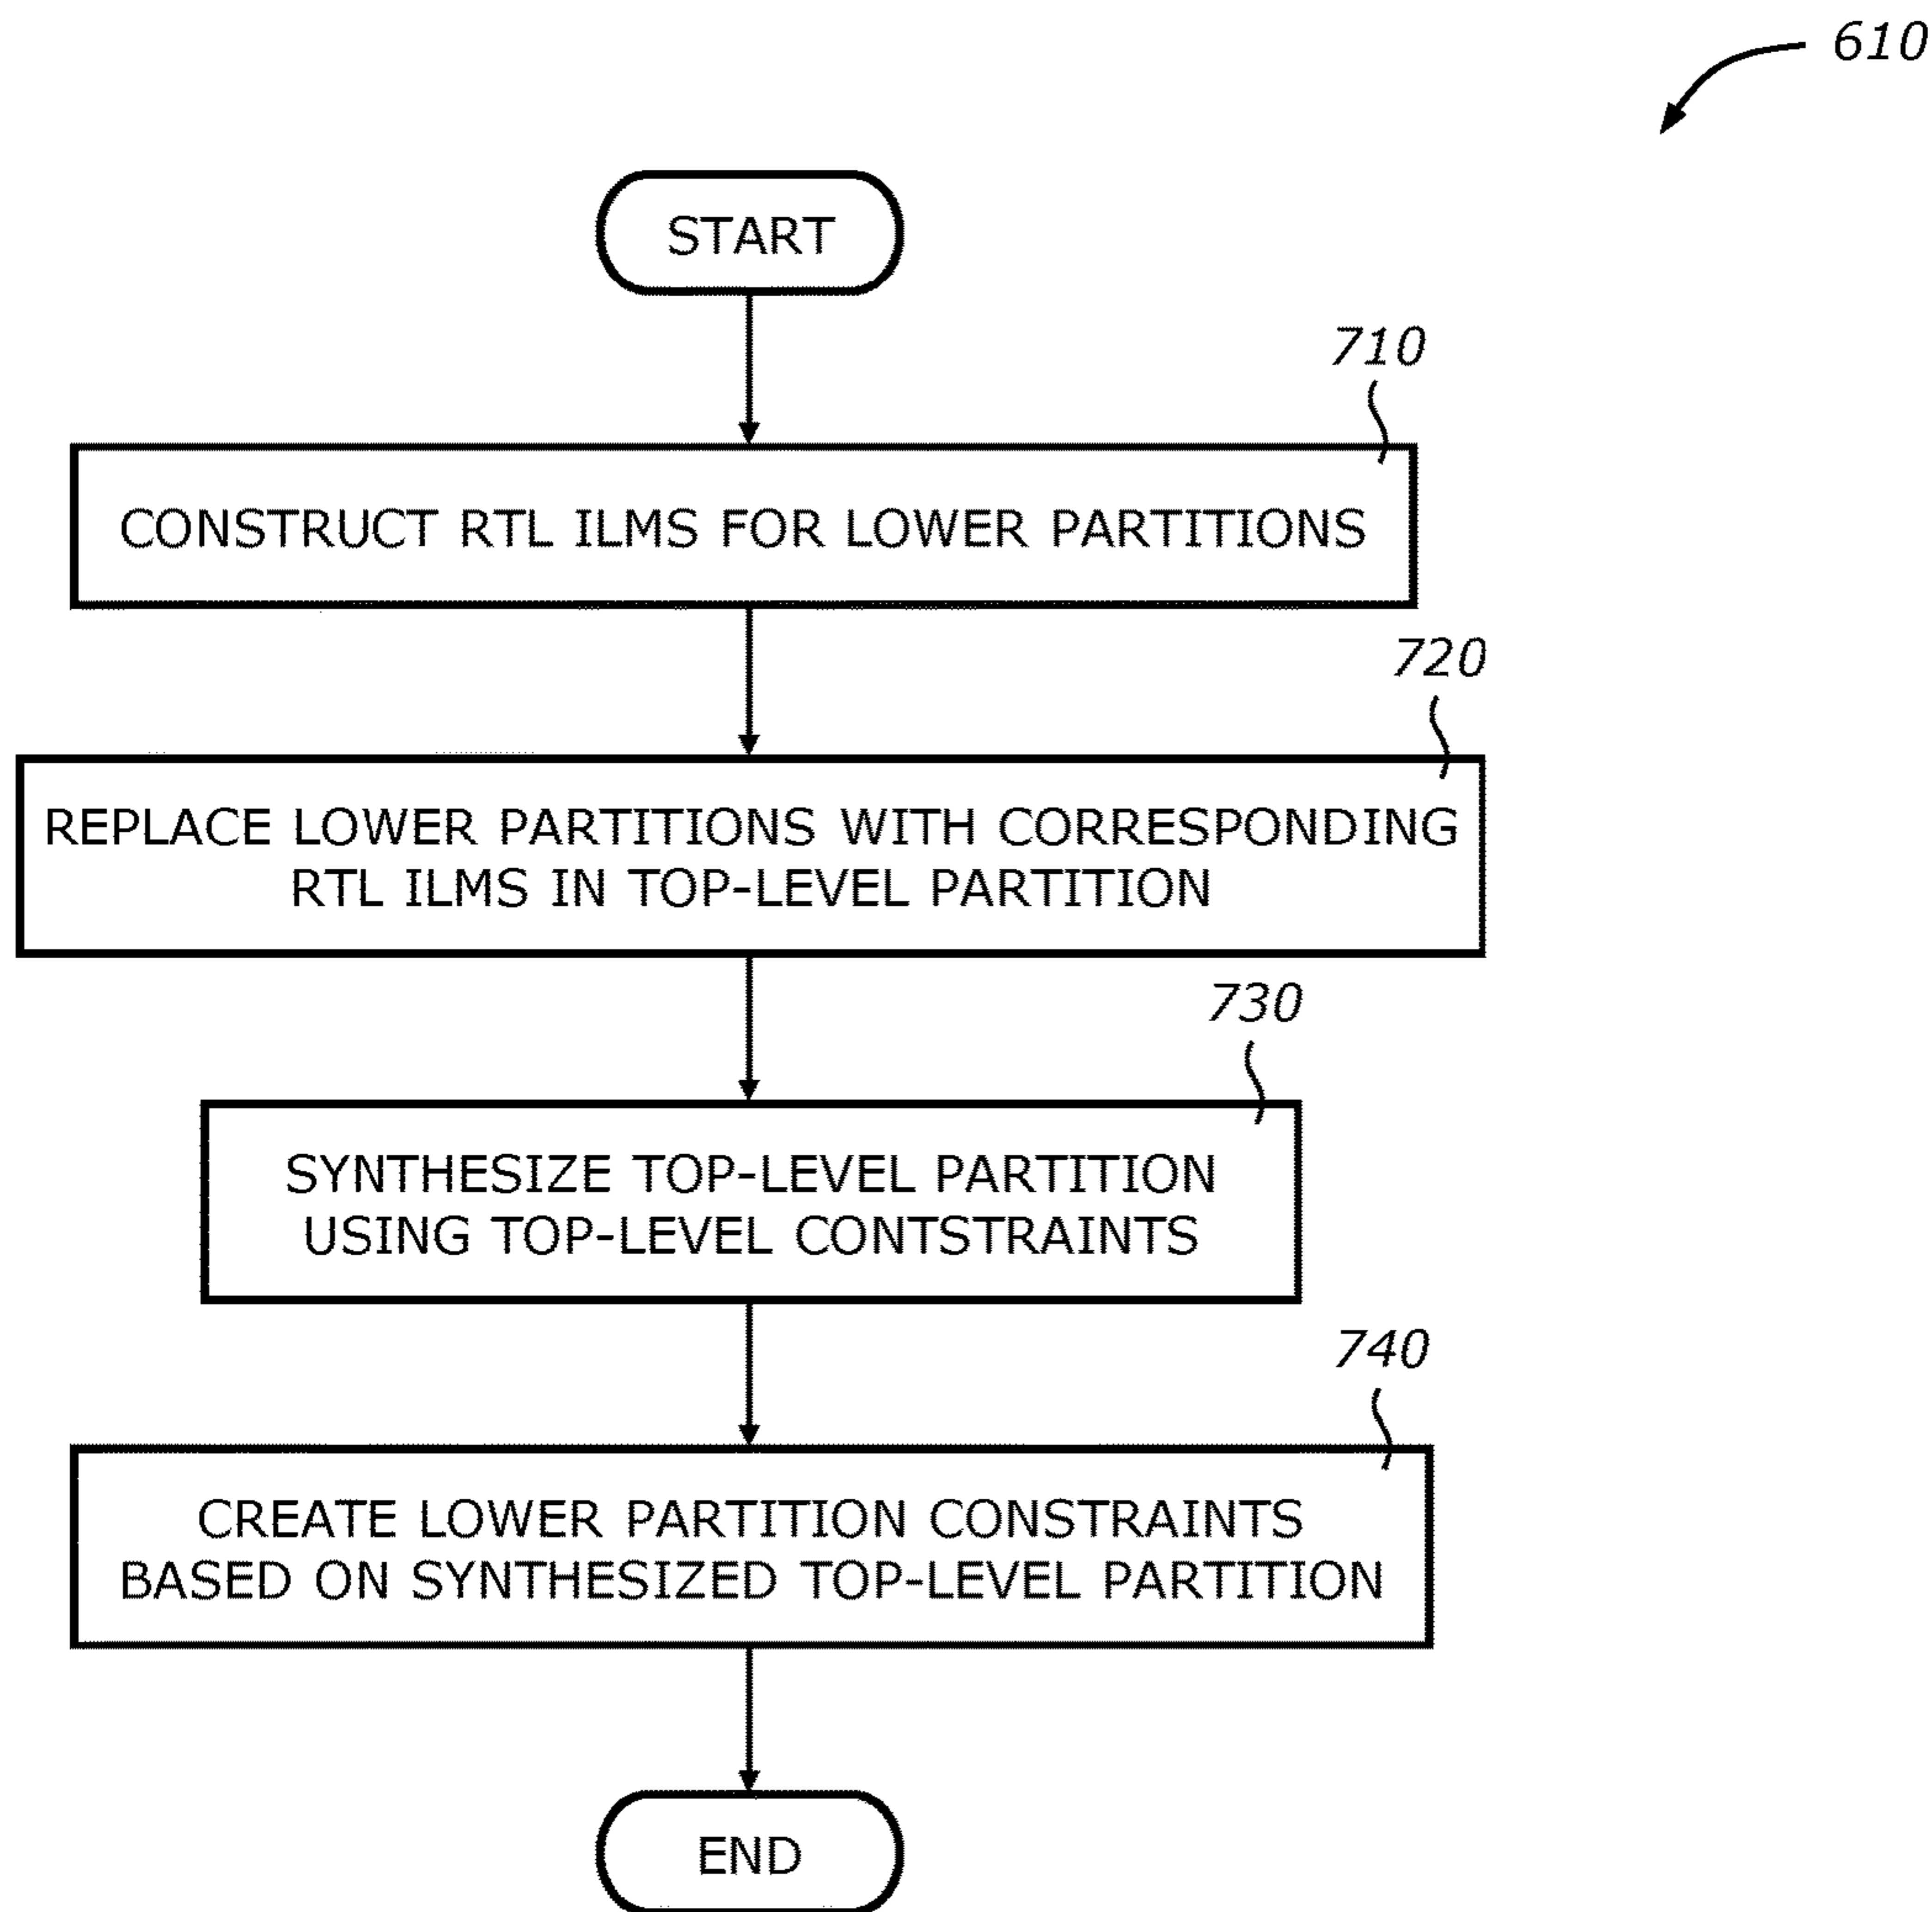 610
START
710
CONSTRUCT RTL ILMS FOR LOWER PARTITIONS
720
REPLACE LOWER PARTITIONS WITH CORRESPONDING
RTL ILMS IN TOP-LEVEL PARTITION
730
SYNTHESIZE TOP-LEVEL PARTITION
USING TOP-LEVEL CONTSTRAINTS
740
CREATE LOWER PARTITION CONSTRAINTS
BASED ON SYNTHESIZED TOP-LEVEL PARTITION
END